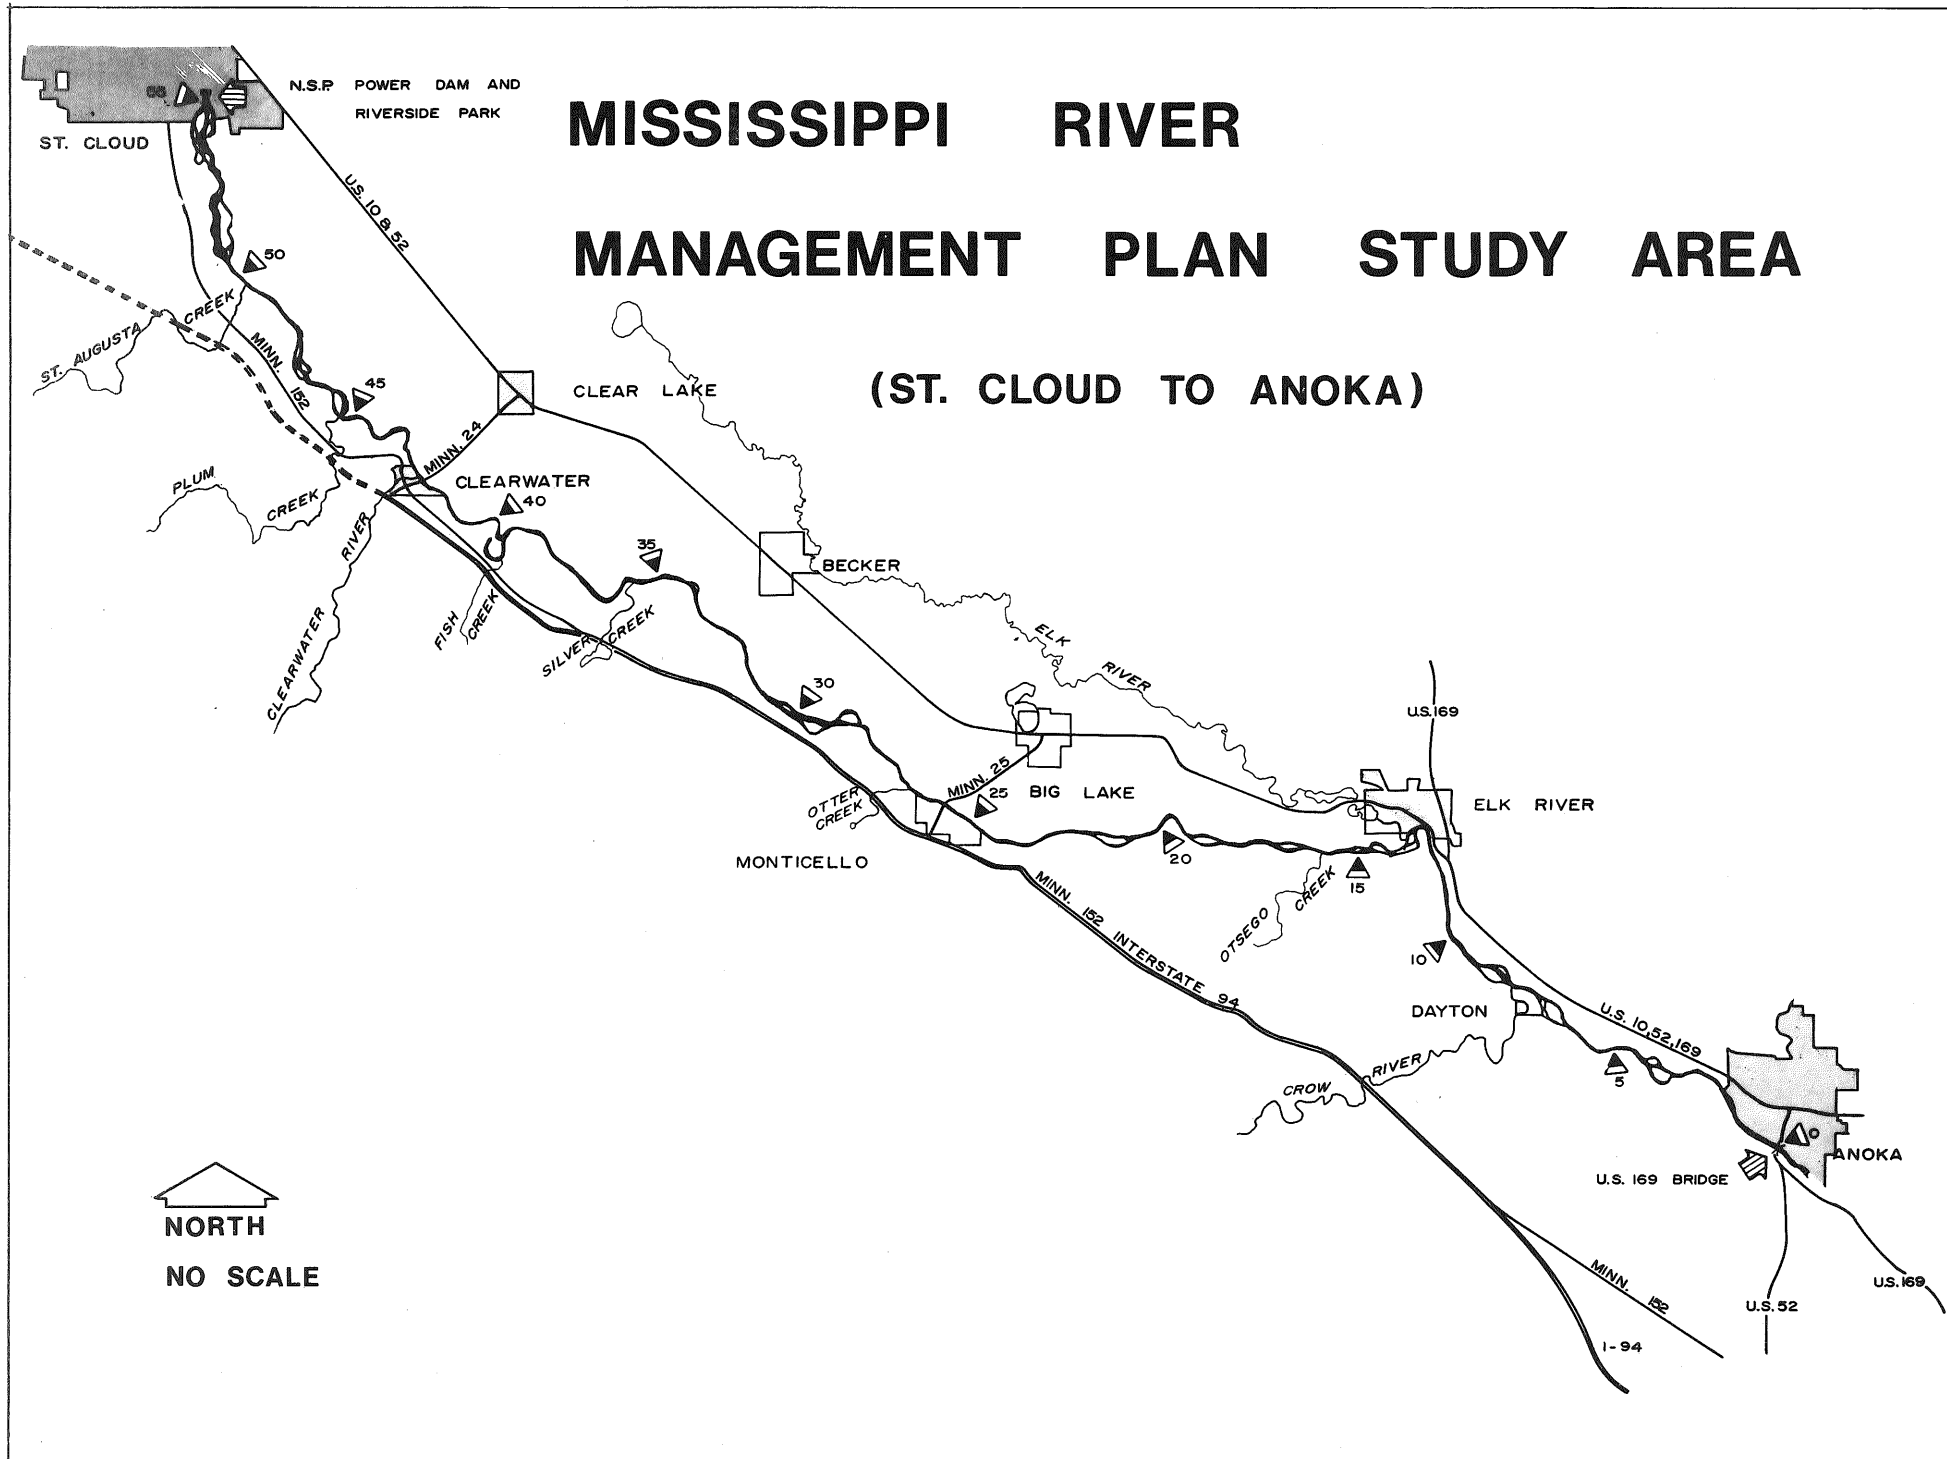 N.S.P. POWER DAM AND
RIVERSIDE PARK
55
ST. CLOUD
MISSISSIPPI RIVER
MANAGEMENT PLAN STUDY AREA
(ST. CLOUD TO ANOKA)
U.S. 10 & 52
50
ST. AUGUSTA CREEK
MINN. 152
45
CLEAR LAKE
MINN. 24
CLEARWATER
40
PLUM CREEK
CLEARWATER RIVER
35
FISH CREEK
SILVER CREEK
BECKER
ELK RIVER
30
U.S. 169
MINN. 25
25
BIG LAKE
ELK RIVER
OTTER CREEK
MONTICELLO
20
15
OTSEGO CREEK
MINN. 152 INTERSTATE 94
10
DAYTON
U.S. 10,52,169
5
CROW RIVER
0
ANOKA
U.S. 169 BRIDGE
NORTH
NO SCALE
MINN. 152
U.S. 52
U.S. 169
I-94